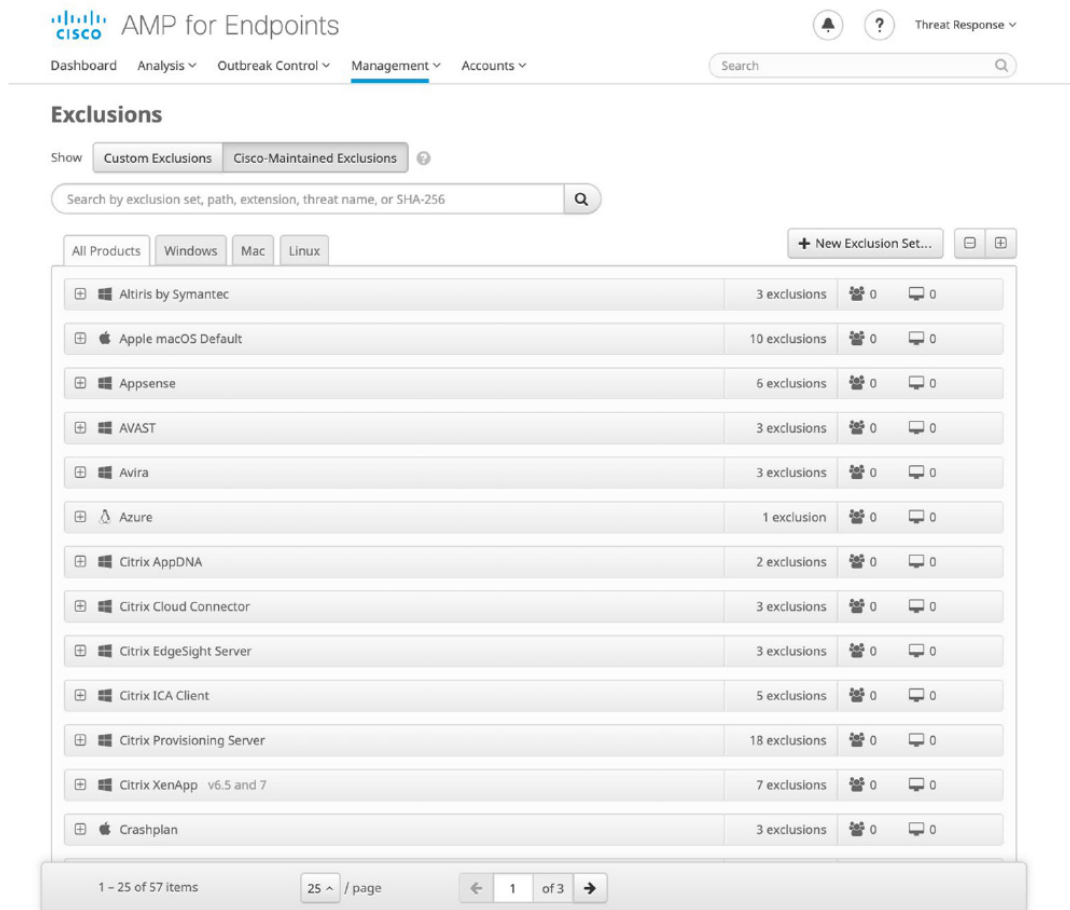 CISCO AMP for Endpoints ? Threat Response
Dashboard Analysis Outbreak Control Management Accounts Search
Exclusions
Show Custom Exclusions Cisco-Maintained Exclusions ?
Search by exclusion set, path, extension, threat name, or SHA-256
All Products Windows Mac Linux + New Exclusion Set...
Altiris by Symantec 3 exclusions 0 0
Apple macOS Default 10 exclusions 0 0
Appsense 6 exclusions 0 0
AVAST 3 exclusions 0 0
Avira 3 exclusions 0 0
Azure 1 exclusion 0 0
Citrix AppDNA 2 exclusions 0 0
Citrix Cloud Connector 3 exclusions 0 0
Citrix EdgeSight Server 3 exclusions 0 0
Citrix ICA Client 5 exclusions 0 0
Citrix Provisioning Server 18 exclusions 0 0
Citrix XenApp v6.5 and 7 7 exclusions 0 0
Crashplan 3 exclusions 0 0
1 – 25 of 57 items 25 / page 1 of 3